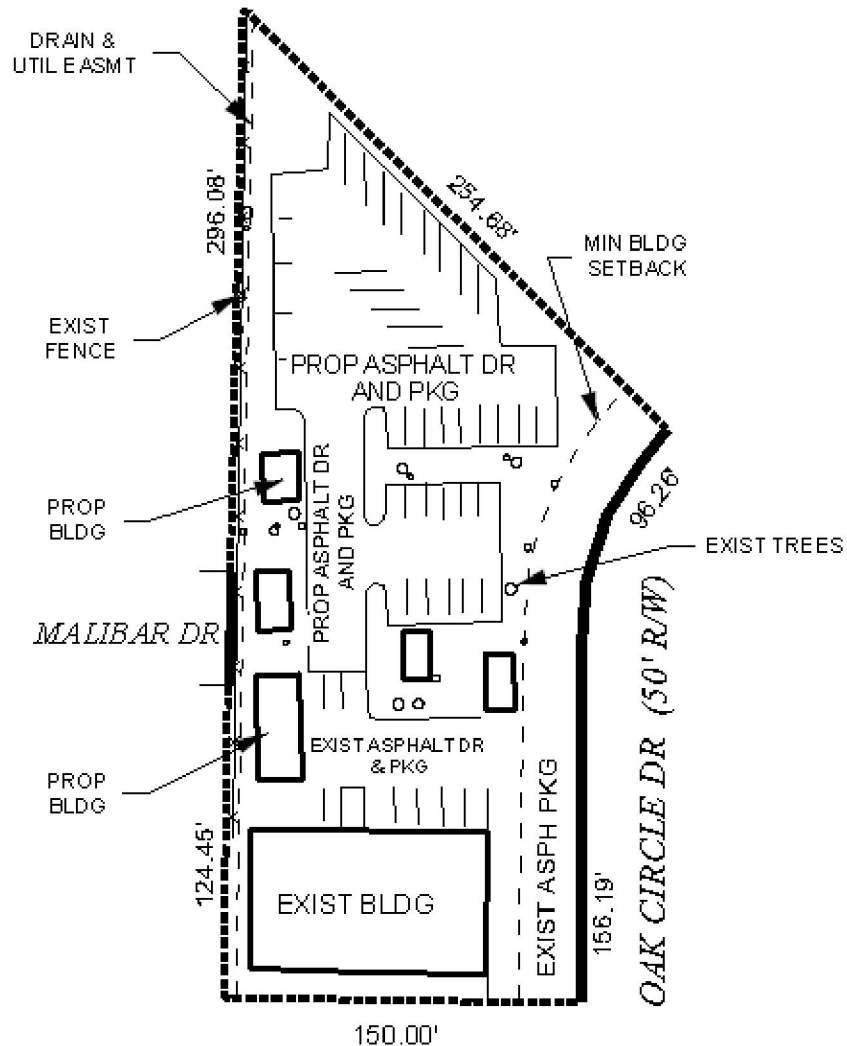 DRAIN &
UTIL EASMT
296.08'
254.68'
MIN BLDG
SETBACK
EXIST
FENCE
PROP ASPHALT DR
AND PKG
PROP
BLDG
PROP ASPHALT DR
AND PKG
96.26'
EXIST TREES
MALIBAR DR
OAK CIRCLE DR (50' R/W)
EXIST ASPHALT DR
& PKG
PROP
BLDG
124.45'
EXIST BLDG
EXIST ASPH PKG
156.19'
150.00'